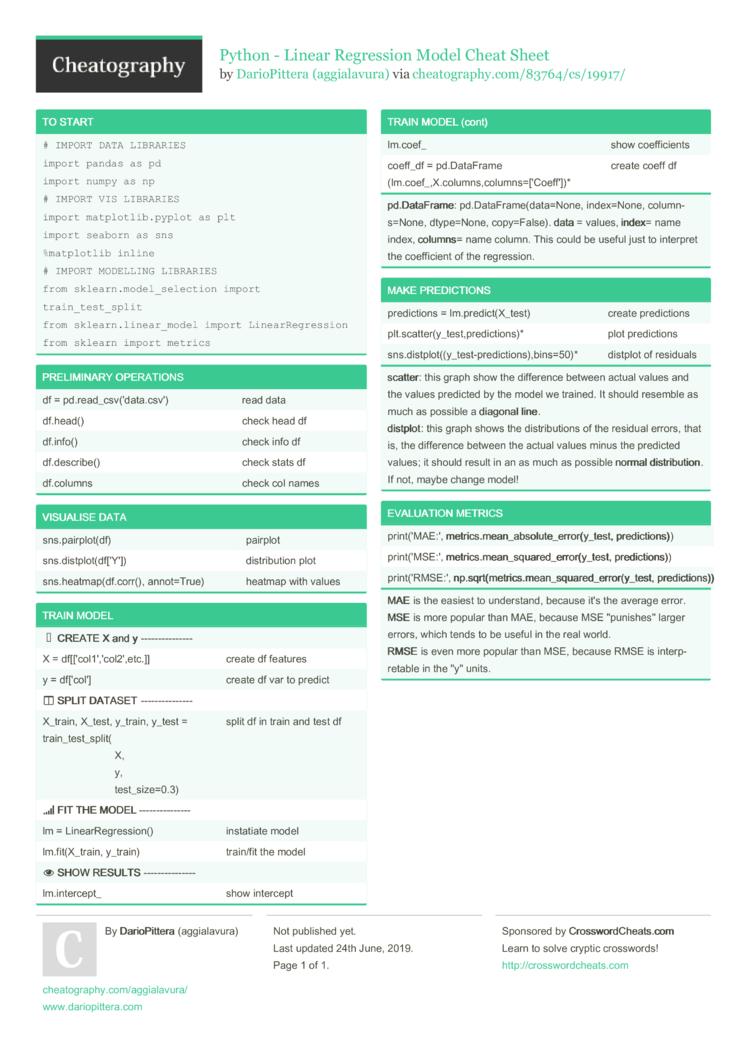 Cheatography
Python - Linear Regression Model Cheat Sheet
by DarioPittera (aggialavura) via cheatography.com/83764/cs/19917/
TO START
# IMPORT DATA LIBRARIES
import pandas as pd
import numpy as np
# IMPORT VIS LIBRARIES
import matplotlib.pyplot as plt
import seaborn as sns
%matplotlib inline
# IMPORT MODELLING LIBRARIES
from sklearn.model_selection import
train_test_split
from sklearn.linear_model import LinearRegression
from sklearn import metrics
PRELIMINARY OPERATIONS
df = pd.read_csv('data.csv') read data
df.head() check head df
df.info() check info df
df.describe() check stats df
df.columns check col names
VISUALISE DATA
sns.pairplot(df) pairplot
sns.distplot(df['Y']) distribution plot
sns.heatmap(df.corr(), annot=True) heatmap with values
TRAIN MODEL
CREATE X and y ---------------
X = df[['col1','col2',etc.]] create df features
y = df['col'] create df var to predict
SPLIT DATASET ---------------
X_train, X_test, y_train, y_test = split df in train and test df
train_test_split(
X,
y,
test_size=0.3)
FIT THE MODEL ---------------
lm = LinearRegression() instatiate model
lm.fit(X_train, y_train) train/fit the model
SHOW RESULTS ---------------
lm.intercept_ show intercept
TRAIN MODEL (cont)
lm.coef_ show coefficients
coeff_df = pd.DataFrame create coeff df
(lm.coef_,X.columns,columns=['Coeff'])*
pd.DataFrame: pd.DataFrame(data=None, index=None, column-
s=None, dtype=None, copy=False). data = values, index= name
index, columns= name column. This could be useful just to interpret
the coefficient of the regression.
MAKE PREDICTIONS
predictions = lm.predict(X_test) create predictions
plt.scatter(y_test,predictions)* plot predictions
sns.distplot((y_test-predictions),bins=50)* distplot of residuals
scatter: this graph show the difference between actual values and
the values predicted by the model we trained. It should resemble as
much as possible a diagonal line.
distplot: this graph shows the distributions of the residual errors, that
is, the difference between the actual values minus the predicted
values; it should result in an as much as possible normal distribution.
If not, maybe change model!
EVALUATION METRICS
print('MAE:', metrics.mean_absolute_error(y_test, predictions))
print('MSE:', metrics.mean_squared_error(y_test, predictions))
print('RMSE:', np.sqrt(metrics.mean_squared_error(y_test, predictions))
MAE is the easiest to understand, because it's the average error.
MSE is more popular than MAE, because MSE "punishes" larger
errors, which tends to be useful in the real world.
RMSE is even more popular than MSE, because RMSE is interp-
retable in the "y" units.
C
By DarioPittera (aggialavura)
cheatography.com/aggialavura/
www.dariopittera.com
Not published yet.
Last updated 24th June, 2019.
Page 1 of 1.
Sponsored by CrosswordCheats.com
Learn to solve cryptic crosswords!
http://crosswordcheats.com